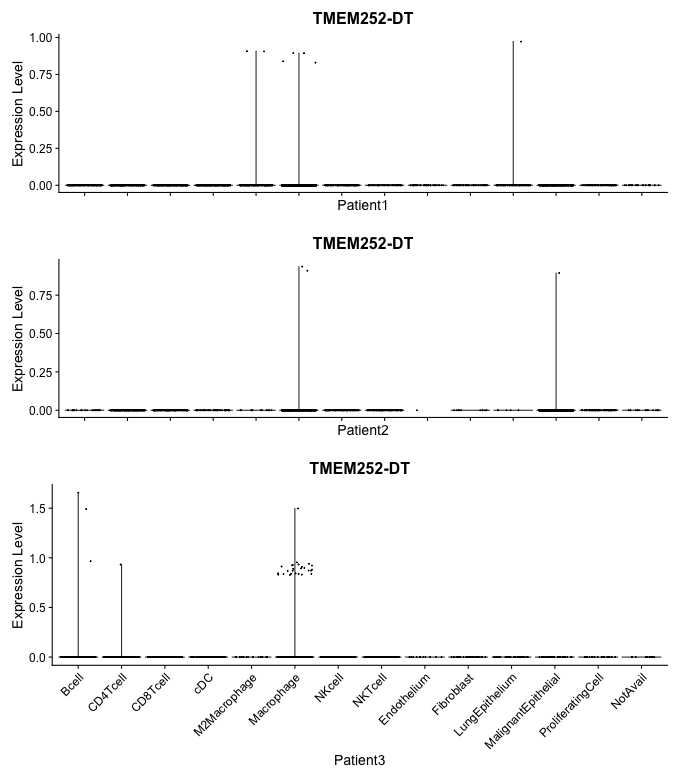 TMEM252-DT
Expression Level
1.00
0.75
0.50
0.25
0.00
Patient1
TMEM252-DT
Expression Level
0.75
0.50
0.25
0.00
Patient2
TMEM252-DT
Expression Level
1.5
1.0
0.5
0.0
Bcell
CD4Tcell
CD8Tcell
cDC
M2Macrophage
Macrophage
NKcell
NKTcell
Endothelium
Fibroblast
LungEpithelium
MalignantEpithelial
ProliferatingCell
NotAvail
Patient3